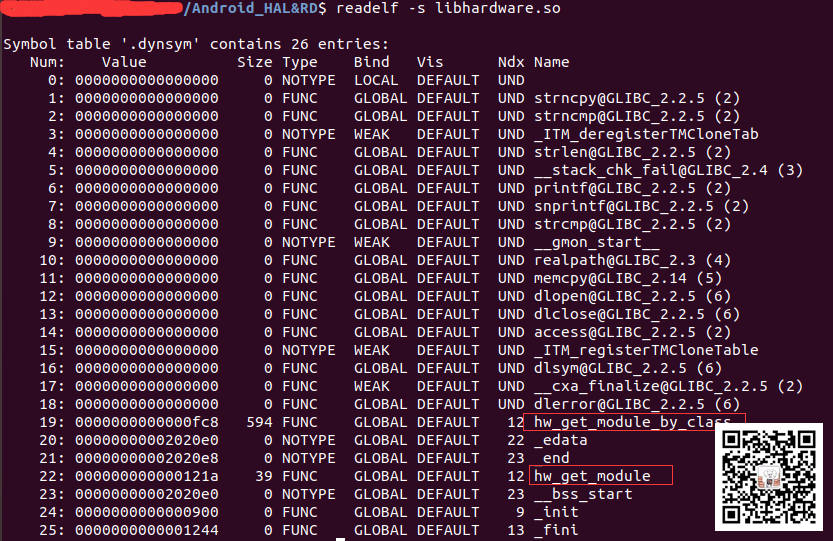 /Android_HAL&RD$ readelf -s libhardware.so
Symbol table '.dynsym' contains 26 entries:
Num: Value Size Type Bind Vis Ndx Name
0: 0000000000000000 0 NOTYPE LOCAL DEFAULT UND
1: 0000000000000000 0 FUNC GLOBAL DEFAULT UND strncpy@GLIBC_2.2.5 (2)
2: 0000000000000000 0 FUNC GLOBAL DEFAULT UND strncmp@GLIBC_2.2.5 (2)
3: 0000000000000000 0 NOTYPE WEAK DEFAULT UND _ITM_deregisterTMCloneTab
4: 0000000000000000 0 FUNC GLOBAL DEFAULT UND strlen@GLIBC_2.2.5 (2)
5: 0000000000000000 0 FUNC GLOBAL DEFAULT UND __stack_chk_fail@GLIBC_2.4 (3)
6: 0000000000000000 0 FUNC GLOBAL DEFAULT UND printf@GLIBC_2.2.5 (2)
7: 0000000000000000 0 FUNC GLOBAL DEFAULT UND snprintf@GLIBC_2.2.5 (2)
8: 0000000000000000 0 FUNC GLOBAL DEFAULT UND strcmp@GLIBC_2.2.5 (2)
9: 0000000000000000 0 NOTYPE WEAK DEFAULT UND __gmon_start__
10: 0000000000000000 0 FUNC GLOBAL DEFAULT UND realpath@GLIBC_2.3 (4)
11: 0000000000000000 0 FUNC GLOBAL DEFAULT UND memcpy@GLIBC_2.14 (5)
12: 0000000000000000 0 FUNC GLOBAL DEFAULT UND dlopen@GLIBC_2.2.5 (6)
13: 0000000000000000 0 FUNC GLOBAL DEFAULT UND dlclose@GLIBC_2.2.5 (6)
14: 0000000000000000 0 FUNC GLOBAL DEFAULT UND access@GLIBC_2.2.5 (2)
15: 0000000000000000 0 NOTYPE WEAK DEFAULT UND _ITM_registerTMCloneTable
16: 0000000000000000 0 FUNC GLOBAL DEFAULT UND dlsym@GLIBC_2.2.5 (6)
17: 0000000000000000 0 FUNC WEAK DEFAULT UND __cxa_finalize@GLIBC_2.2.5 (2)
18: 0000000000000000 0 FUNC GLOBAL DEFAULT UND dlerror@GLIBC_2.2.5 (6)
19: 0000000000000fc8 594 FUNC GLOBAL DEFAULT 12 hw_get_module_by_class
20: 00000000002020e0 0 NOTYPE GLOBAL DEFAULT 22 _edata
21: 00000000002020e8 0 NOTYPE GLOBAL DEFAULT 23 _end
22: 000000000000121a 39 FUNC GLOBAL DEFAULT 12 hw_get_module
23: 00000000002020e0 0 NOTYPE GLOBAL DEFAULT 23 __bss_start
24: 0000000000000900 0 FUNC GLOBAL DEFAULT 9 _init
25: 0000000000001244 0 FUNC GLOBAL DEFAULT 13 _fini